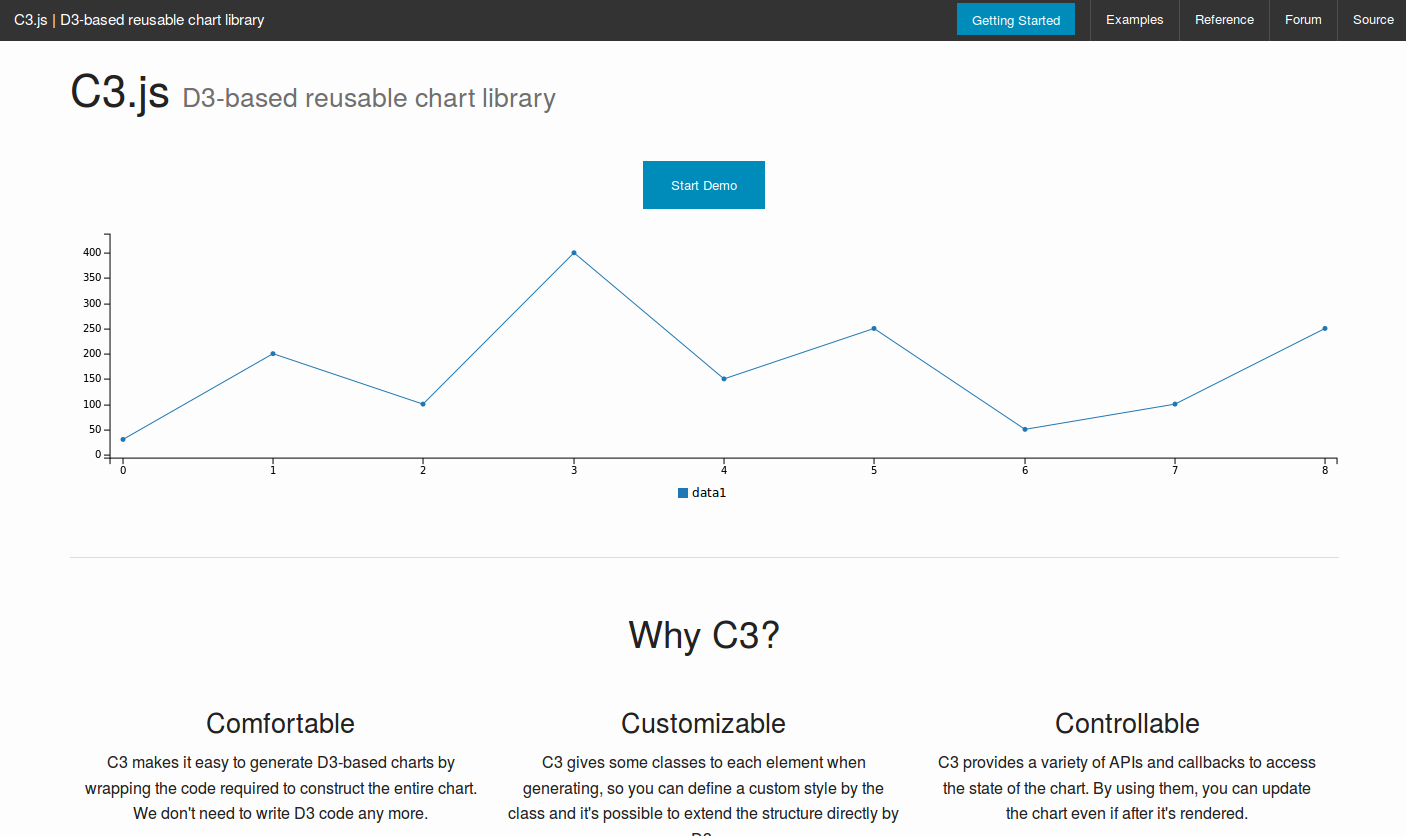 C3.js | D3-based reusable chart library
Getting Started
Examples
Reference
Forum
Source
C3.js D3-based reusable chart library
Start Demo
400
350
300
250
200
150
100
50
0
0 1 2 3 4 5 6 7 8
data1
Why C3?
Comfortable
C3 makes it easy to generate D3-based charts by
wrapping the code required to construct the entire chart.
We don't need to write D3 code any more.
Customizable
C3 gives some classes to each element when
generating, so you can define a custom style by the
class and it's possible to extend the structure directly by
Controllable
C3 provides a variety of APIs and callbacks to access
the state of the chart. By using them, you can update
the chart even if after it's rendered.